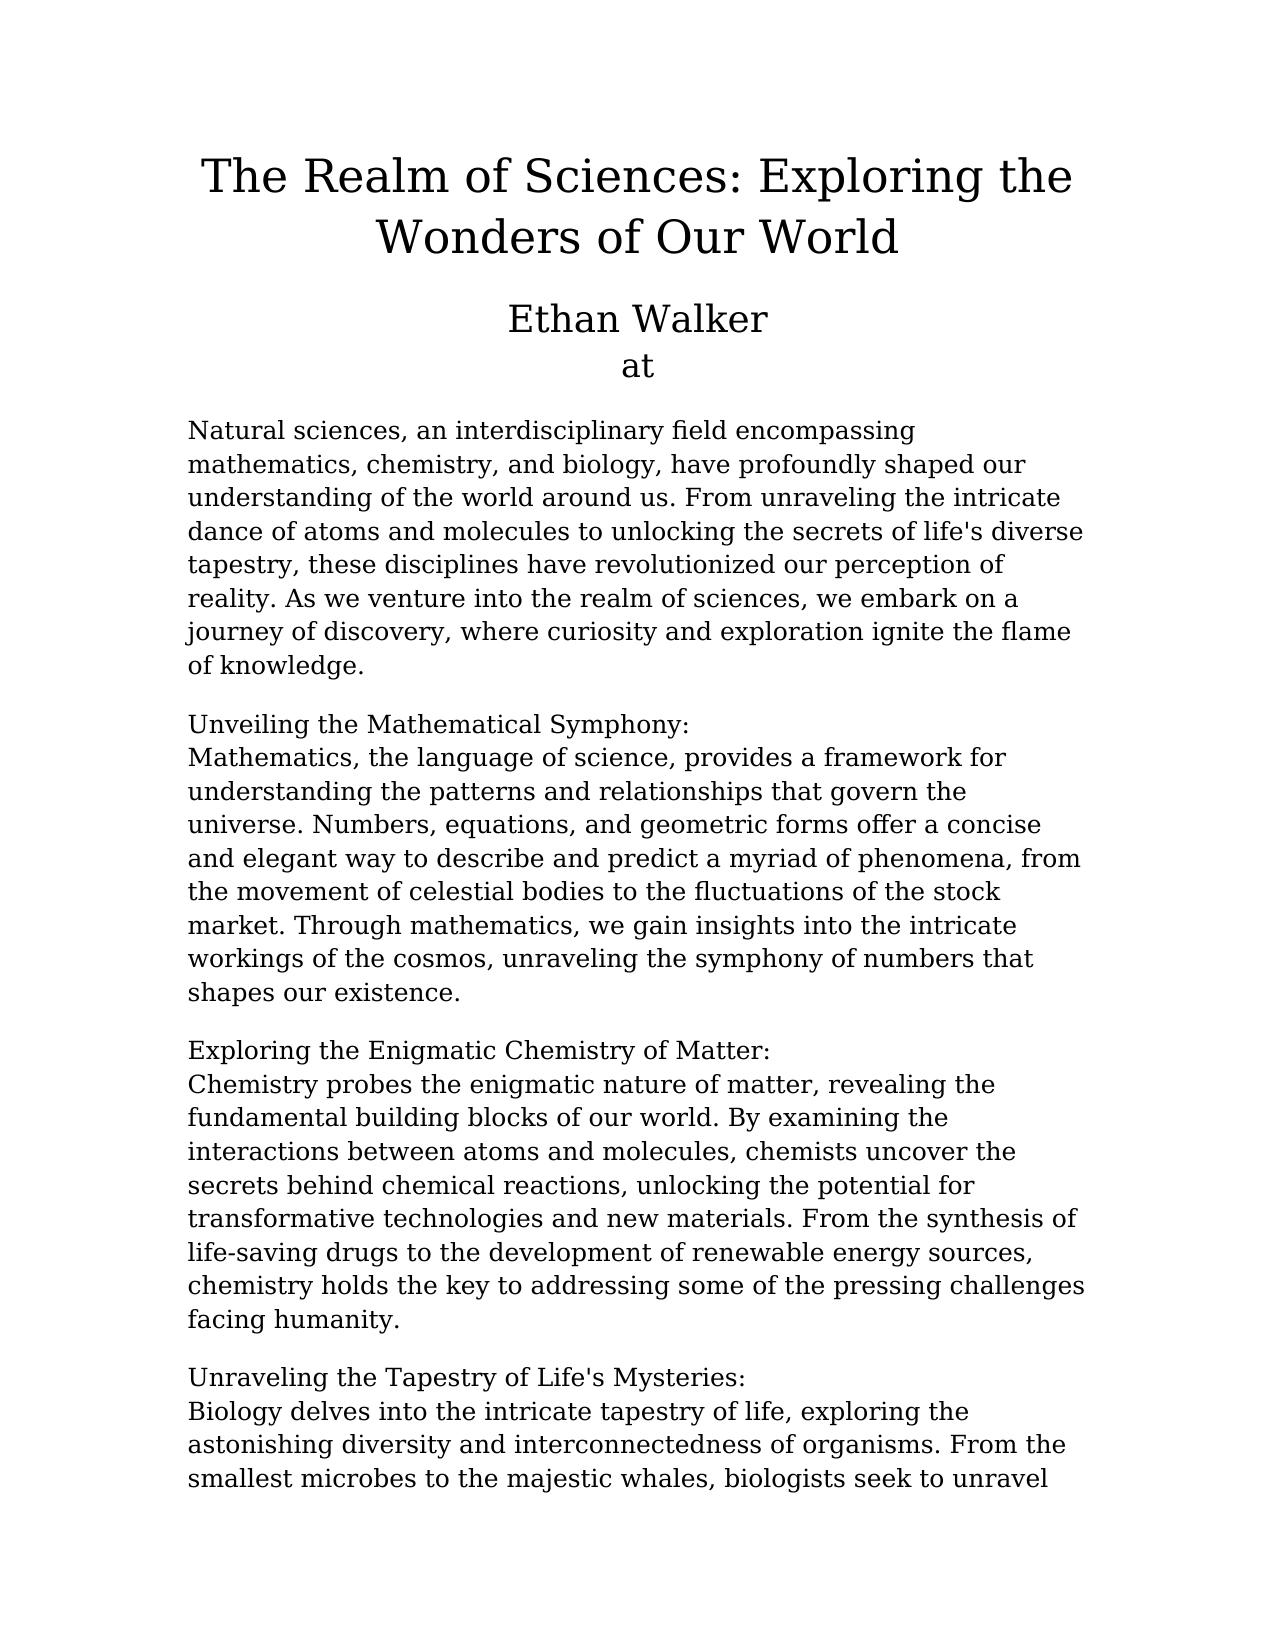 The Realm of Sciences: Exploring the
Wonders of Our World
Ethan Walker
at
Natural sciences, an interdisciplinary field encompassing
mathematics, chemistry, and biology, have profoundly shaped our
understanding of the world around us. From unraveling the intricate
dance of atoms and molecules to unlocking the secrets of life's diverse
tapestry, these disciplines have revolutionized our perception of
reality. As we venture into the realm of sciences, we embark on a
journey of discovery, where curiosity and exploration ignite the flame
of knowledge.
Unveiling the Mathematical Symphony:
Mathematics, the language of science, provides a framework for
understanding the patterns and relationships that govern the
universe. Numbers, equations, and geometric forms offer a concise
and elegant way to describe and predict a myriad of phenomena, from
the movement of celestial bodies to the fluctuations of the stock
market. Through mathematics, we gain insights into the intricate
workings of the cosmos, unraveling the symphony of numbers that
shapes our existence.
Exploring the Enigmatic Chemistry of Matter:
Chemistry probes the enigmatic nature of matter, revealing the
fundamental building blocks of our world. By examining the
interactions between atoms and molecules, chemists uncover the
secrets behind chemical reactions, unlocking the potential for
transformative technologies and new materials. From the synthesis of
life-saving drugs to the development of renewable energy sources,
chemistry holds the key to addressing some of the pressing challenges
facing humanity.
Unraveling the Tapestry of Life's Mysteries:
Biology delves into the intricate tapestry of life, exploring the
astonishing diversity and interconnectedness of organisms. From the
smallest microbes to the majestic whales, biologists seek to unravel